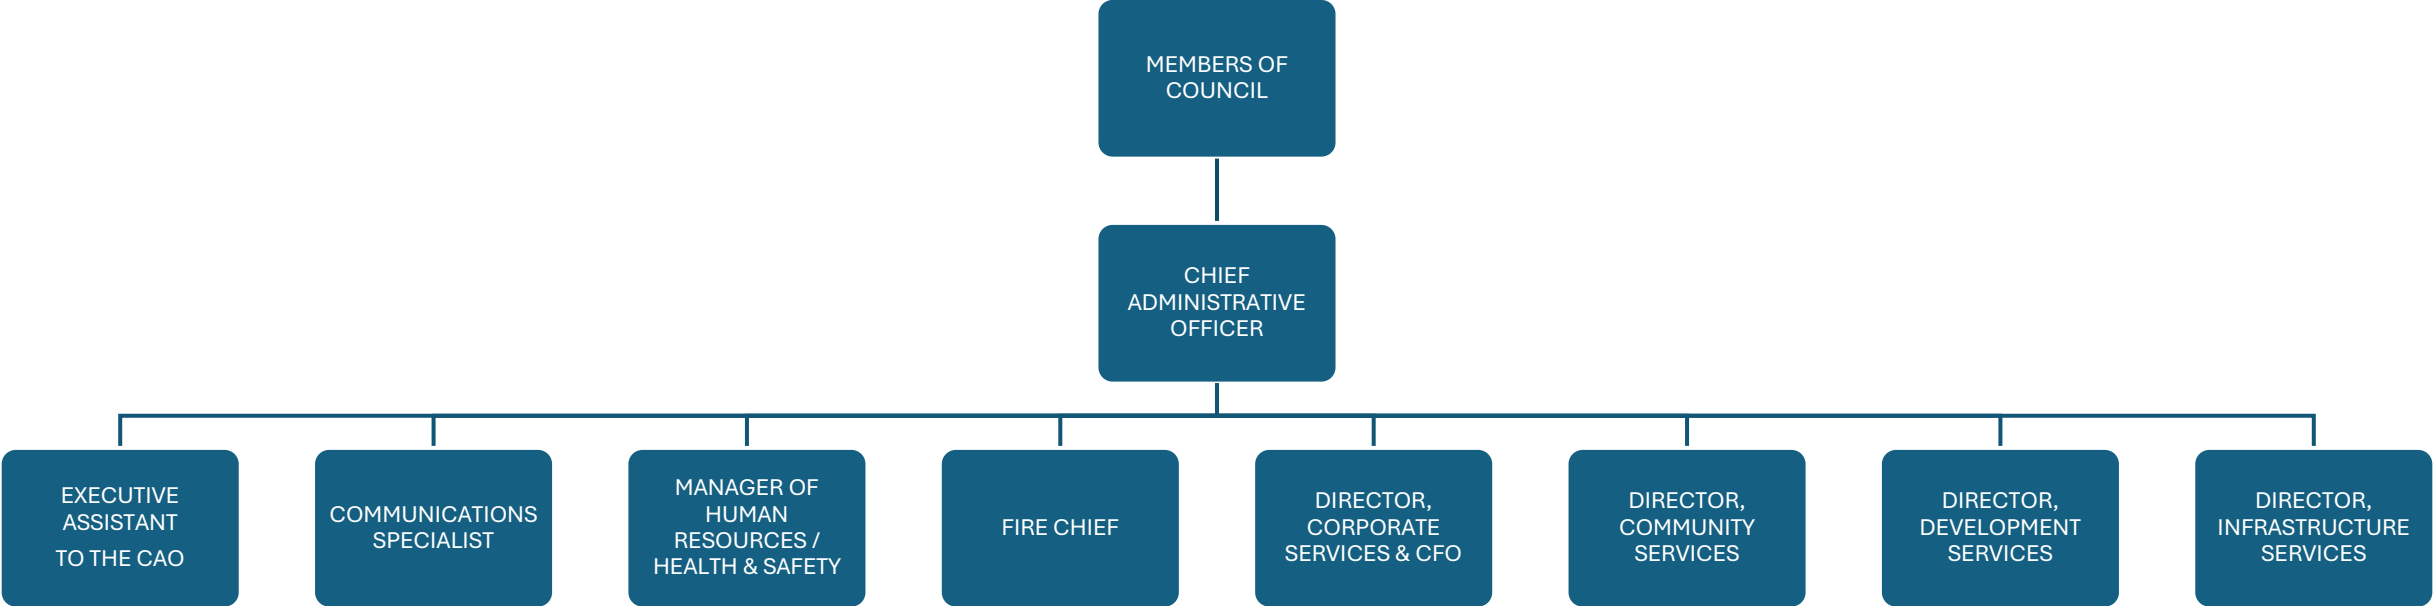 MEMBERS OF
COUNCIL
CHIEF
ADMINISTRATIVE
OFFICER
EXECUTIVE
ASSISTANT
TO THE CAO
COMMUNICATIONS
SPECIALIST
MANAGER OF
HUMAN
RESOURCES /
HEALTH & SAFETY
FIRE CHIEF
DIRECTOR,
CORPORATE
SERVICES & CFO
DIRECTOR,
COMMUNITY
SERVICES
DIRECTOR,
DEVELOPMENT
SERVICES
DIRECTOR,
INFRASTRUCTURE
SERVICES